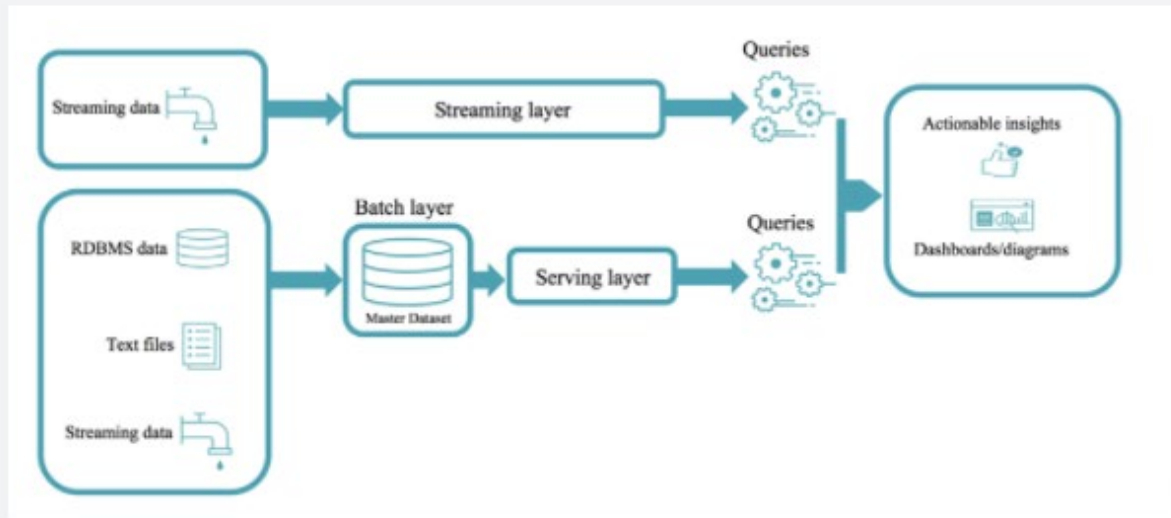 Queries
Streaming data
Streaming layer
Actionable insights
Batch layer
Queries
RDBMS data
Serving layer
Dashboards/diagrams
Master Dataset
Text files
Streaming data